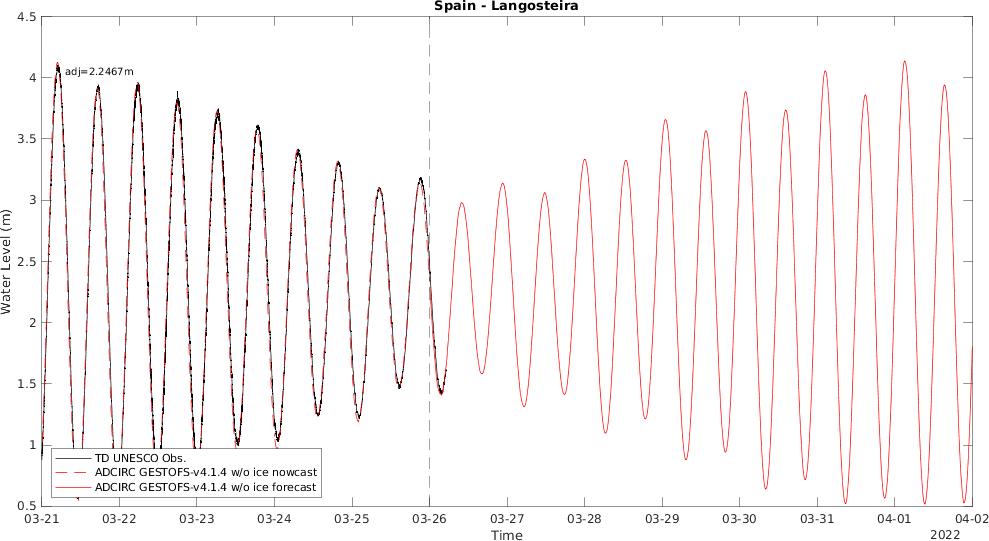 Spain - Langosteira
4.5
4
3.5
3
2.5
2
1.5
1
0.5
Water Level (m)
adj=2.2467m
TD UNESCO Obs.
ADCIRC GESTOFS-v4.1.4 w/o ice nowcast
ADCIRC GESTOFS-v4.1.4 w/o ice forecast
03-21 03-22 03-23 03-24 03-25 03-26 03-27 03-28 03-29 03-30 03-31 04-01 04-02
Time
2022